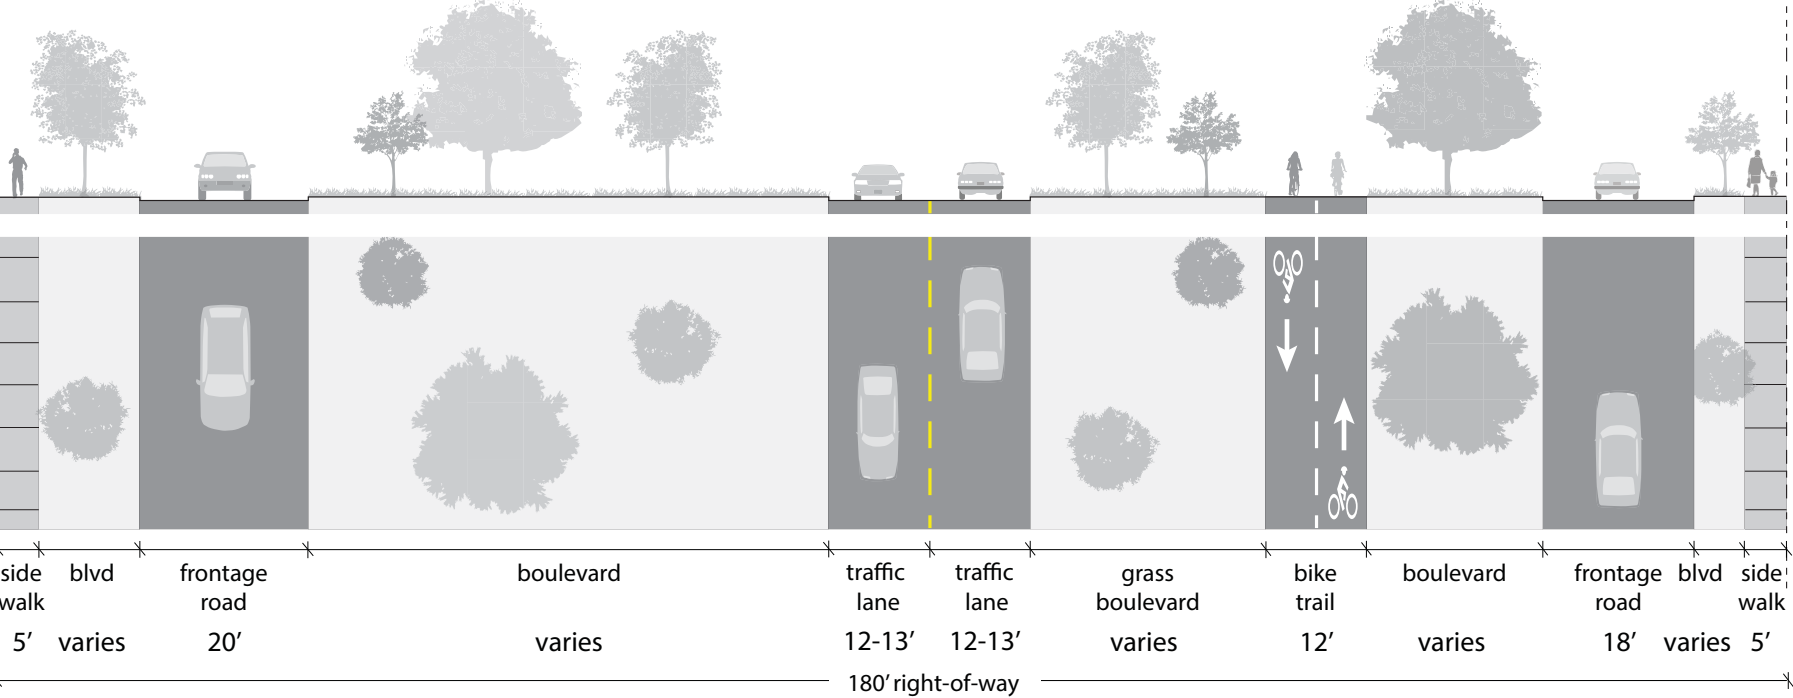 side blvd frontage boulevard traffic traffic grass bike boulevard frontage blvd side
walk road lane lane boulevard trail road walk
5′ varies 20′ varies 12-13′ 12-13′ varies 12′ varies 18′ varies 5′
180′ right-of-way